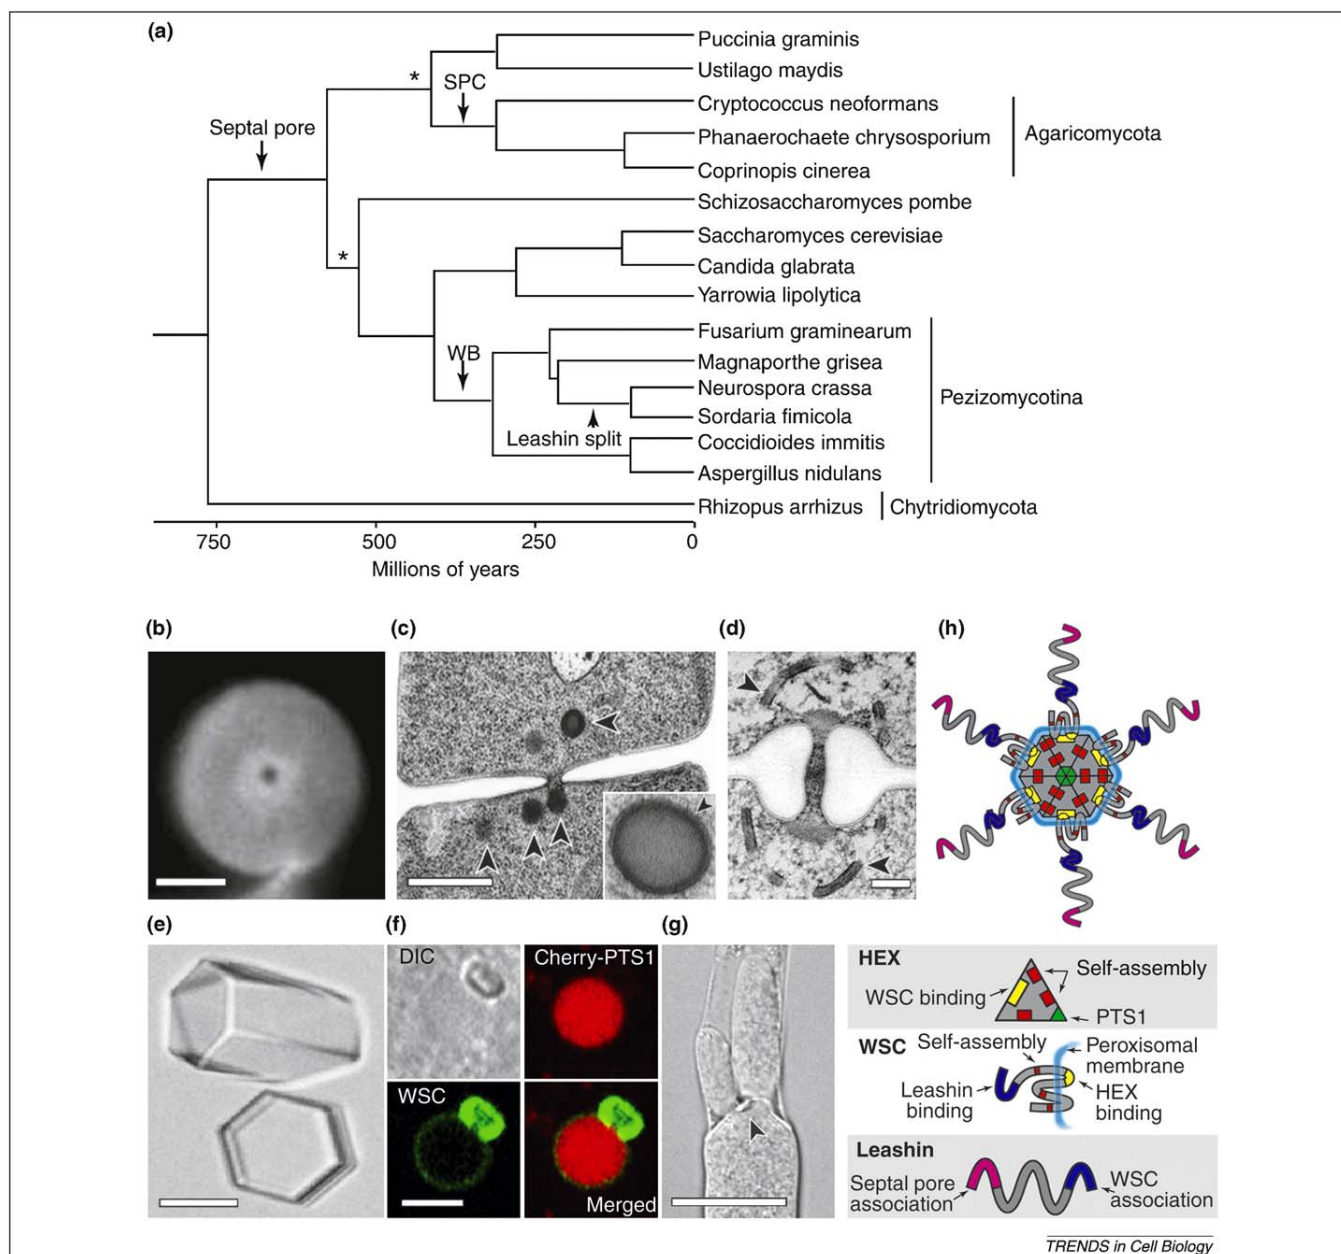 (a)
Puccinia graminis
Ustilago maydis
*
SPC
Cryptococcus neoformans
Septal pore
Phanaerochaete chrysosporium
Agaricomycota
Coprinopis cinerea
Schizosaccharomyces pombe
Saccharomyces cerevisiae
*
Candida glabrata
Yarrowia lipolytica
Fusarium graminearum
WB
Magnaporthe grisea
Neurospora crassa
Pezizomycotina
Sordaria fimicola
Leashin split
Coccidioides immitis
Aspergillus nidulans
Rhizopus arrhizus
Chytridiomycota
750 500 250 0
Millions of years
(b) (c) (d) (h)
(e) (f) (g)
DIC
Cherry-PTS1
WSC
Merged
HEX
Self-assembly
WSC binding
PTS1
WSC
Self-assembly
Peroxisomal
membrane
Leashin
binding
HEX
binding
Leashin
Septal pore
association
WSC
association
TRENDS in Cell Biology